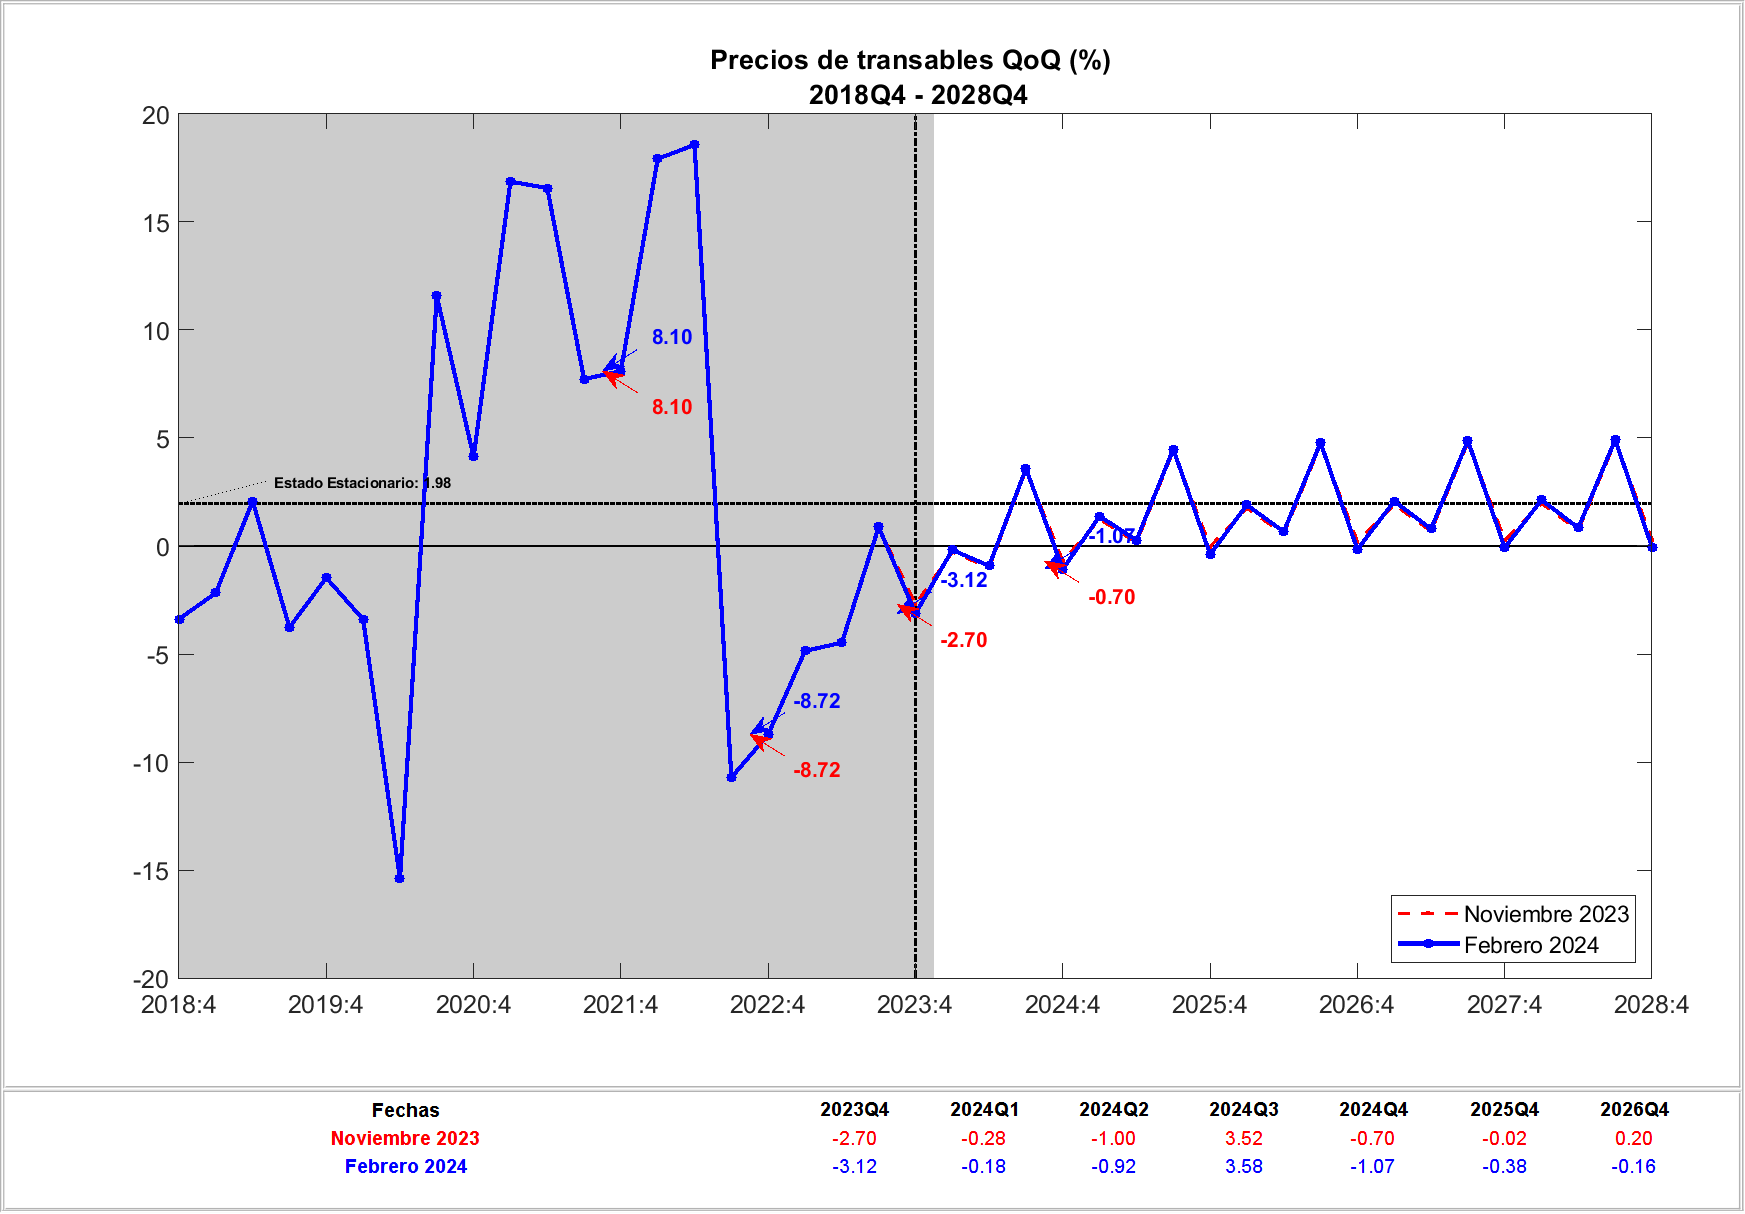 Precios de transables QoQ (%)
2018Q4 - 2028Q4
20
15
10
5
0
-5
-10
-15
-20
8.10
8.10
Estado Estacionario: 1.98
-1.07
-3.12
-0.70
-2.70
-8.72
-8.72
Noviembre 2023
Febrero 2024
2018:4 2019:4 2020:4 2021:4 2022:4 2023:4 2024:4 2025:4 2026:4 2027:4 2028:4
Fechas 2023Q4 2024Q1 2024Q2 2024Q3 2024Q4 2025Q4 2026Q4
Noviembre 2023 -2.70 -0.28 -1.00 3.52 -0.70 -0.02 0.20
Febrero 2024 -3.12 -0.18 -0.92 3.58 -1.07 -0.38 -0.16